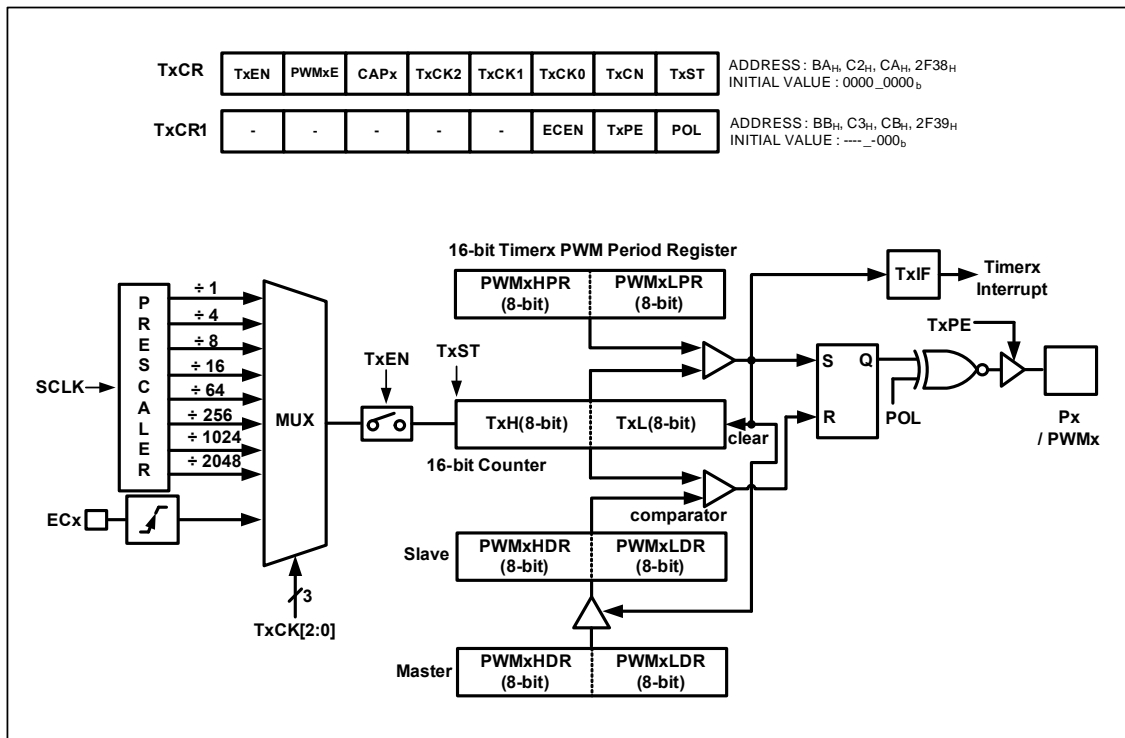 TxCR TxEN PWMxE CAPx TxCK2 TxCK1 TxCK0 TxCN TxST ADDRESS : BAH, C2H, CAH, 2F38H
INITIAL VALUE : 0000_0000b
TxCR1 - - - - - ECEN TxPE POL ADDRESS : BBH, C3H, CBH, 2F39H
INITIAL VALUE : ----_-000b
16-bit Timerx PWM Period Register
PWMxHPR
(8-bit)
PWMxLPR
(8-bit)
TxIF
Timerx
Interrupt
PRESCALER
SCLK
÷ 1
÷ 4
÷ 8
÷ 16
÷ 64
÷ 256
÷ 1024
÷ 2048
MUX
ECx
3
TxCK[2:0]
TxEN
TxST
TxH(8-bit)
TxL(8-bit)
clear
16-bit Counter
comparator
S Q
R
POL
TxPE
Px
/ PWMx
Slave
PWMxHDR
(8-bit)
PWMxLDR
(8-bit)
Master
PWMxHDR
(8-bit)
PWMxLDR
(8-bit)